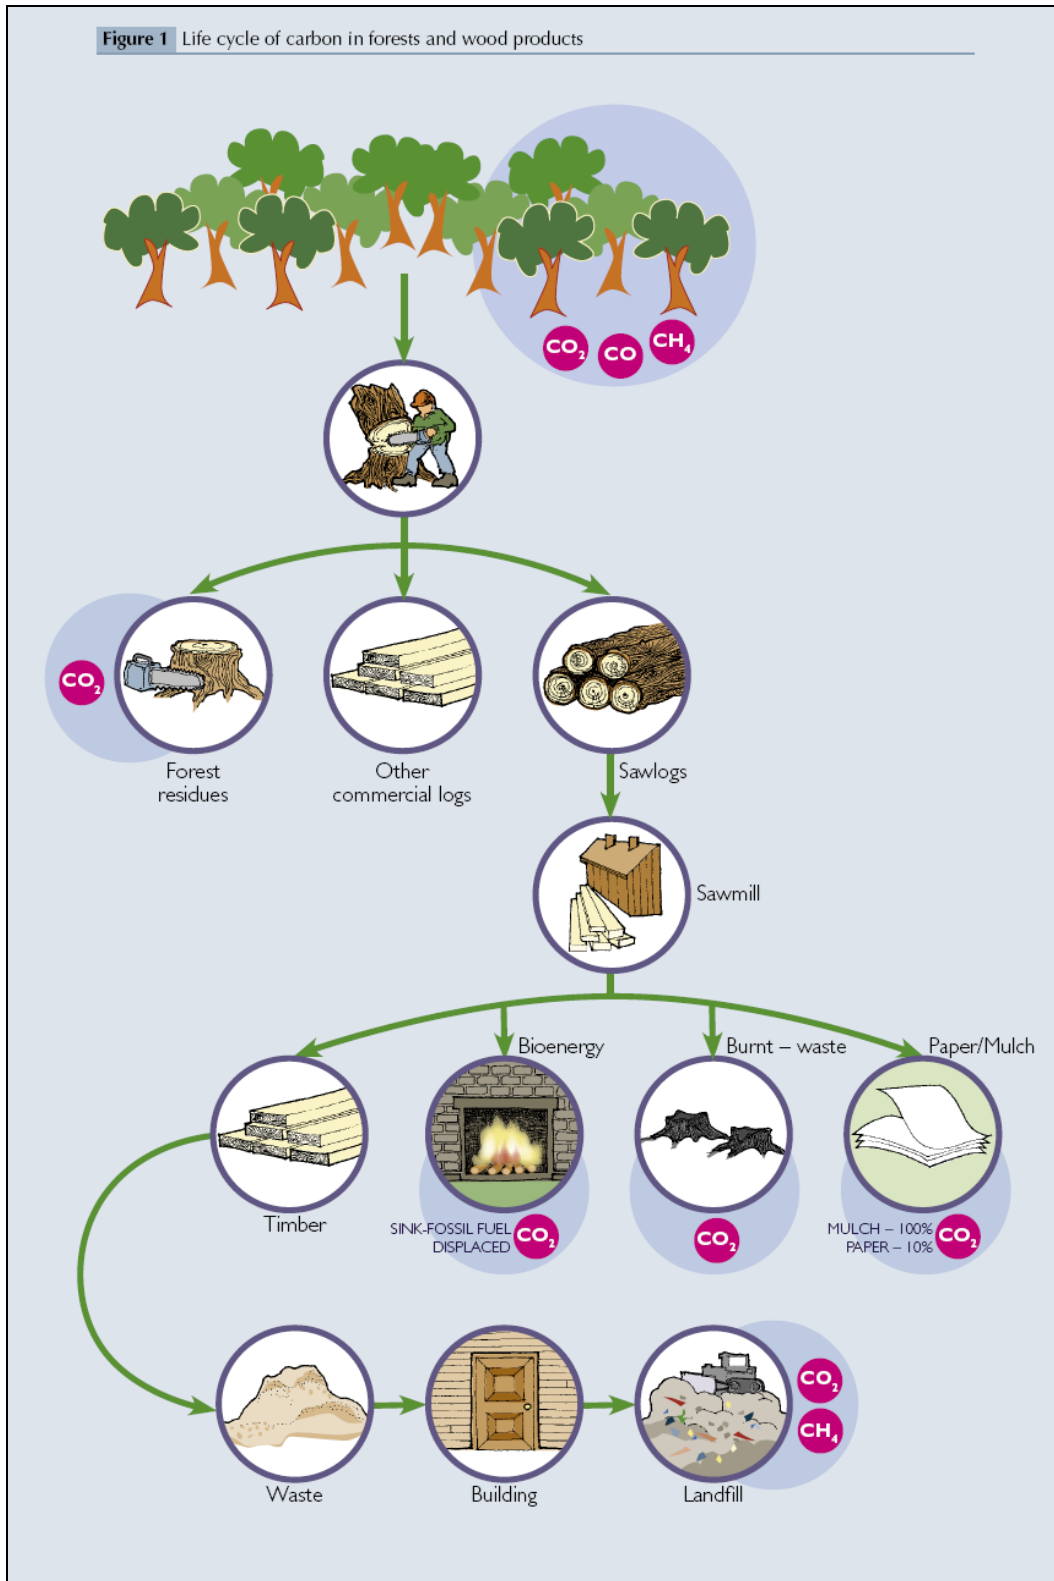 Figure 1 Life cycle of carbon in forests and wood products
CO₂
CO
CH₄
CO₂
Forest
residues
Other
commercial logs
Sawlogs
Sawmill
Bioenergy
Burnt – waste
Paper/Mulch
Timber
SINK-FOSSIL FUEL
DISPLACED
CO₂
CO₂
MULCH – 100%
PAPER – 10%
CO₂
CO₂
CH₄
Waste
Building
Landfill